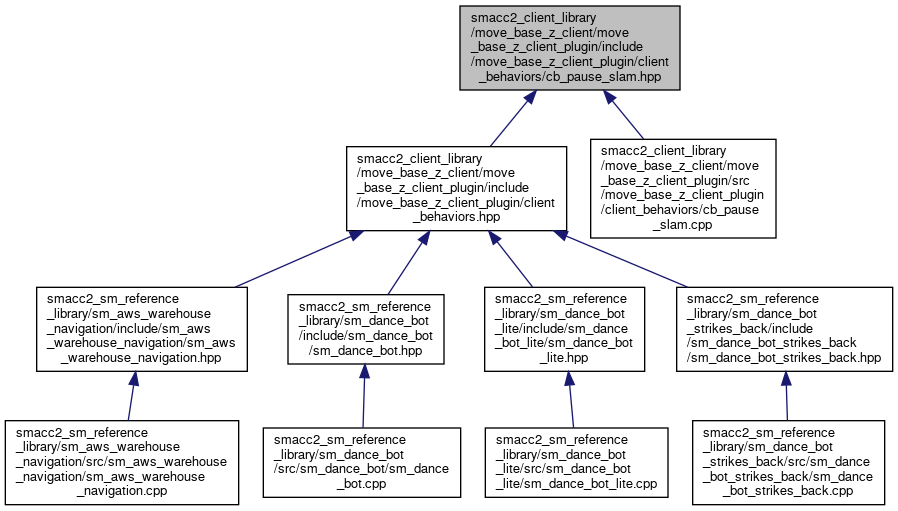 smacc2_client_library
/move_base_z_client/move
_base_z_client_plugin/include
/move_base_z_client_plugin/client
_behaviors/cb_pause_slam.hpp
smacc2_client_library
/move_base_z_client/move
_base_z_client_plugin/include
/move_base_z_client_plugin/client
_behaviors.hpp
smacc2_client_library
/move_base_z_client/move
_base_z_client_plugin/src
/move_base_z_client_plugin
/client_behaviors/cb_pause
_slam.cpp
smacc2_sm_reference
_library/sm_aws_warehouse
_navigation/include/sm_aws
_warehouse_navigation/sm_aws
_warehouse_navigation.hpp
smacc2_sm_reference
_library/sm_dance_bot
/include/sm_dance_bot
/sm_dance_bot.hpp
smacc2_sm_reference
_library/sm_dance_bot
_lite/include/sm_dance
_bot_lite/sm_dance_bot
_lite.hpp
smacc2_sm_reference
_library/sm_dance_bot
_strikes_back/include
/sm_dance_bot_strikes_back
/sm_dance_bot_strikes_back.hpp
smacc2_sm_reference
_library/sm_aws_warehouse
_navigation/src/sm_aws_warehouse
_navigation/sm_aws_warehouse
_navigation.cpp
smacc2_sm_reference
_library/sm_dance_bot
/src/sm_dance_bot/sm_dance
_bot.cpp
smacc2_sm_reference
_library/sm_dance_bot
_lite/src/sm_dance_bot
_lite/sm_dance_bot_lite.cpp
smacc2_sm_reference
_library/sm_dance_bot
_strikes_back/src/sm_dance
_bot_strikes_back/sm_dance
_bot_strikes_back.cpp